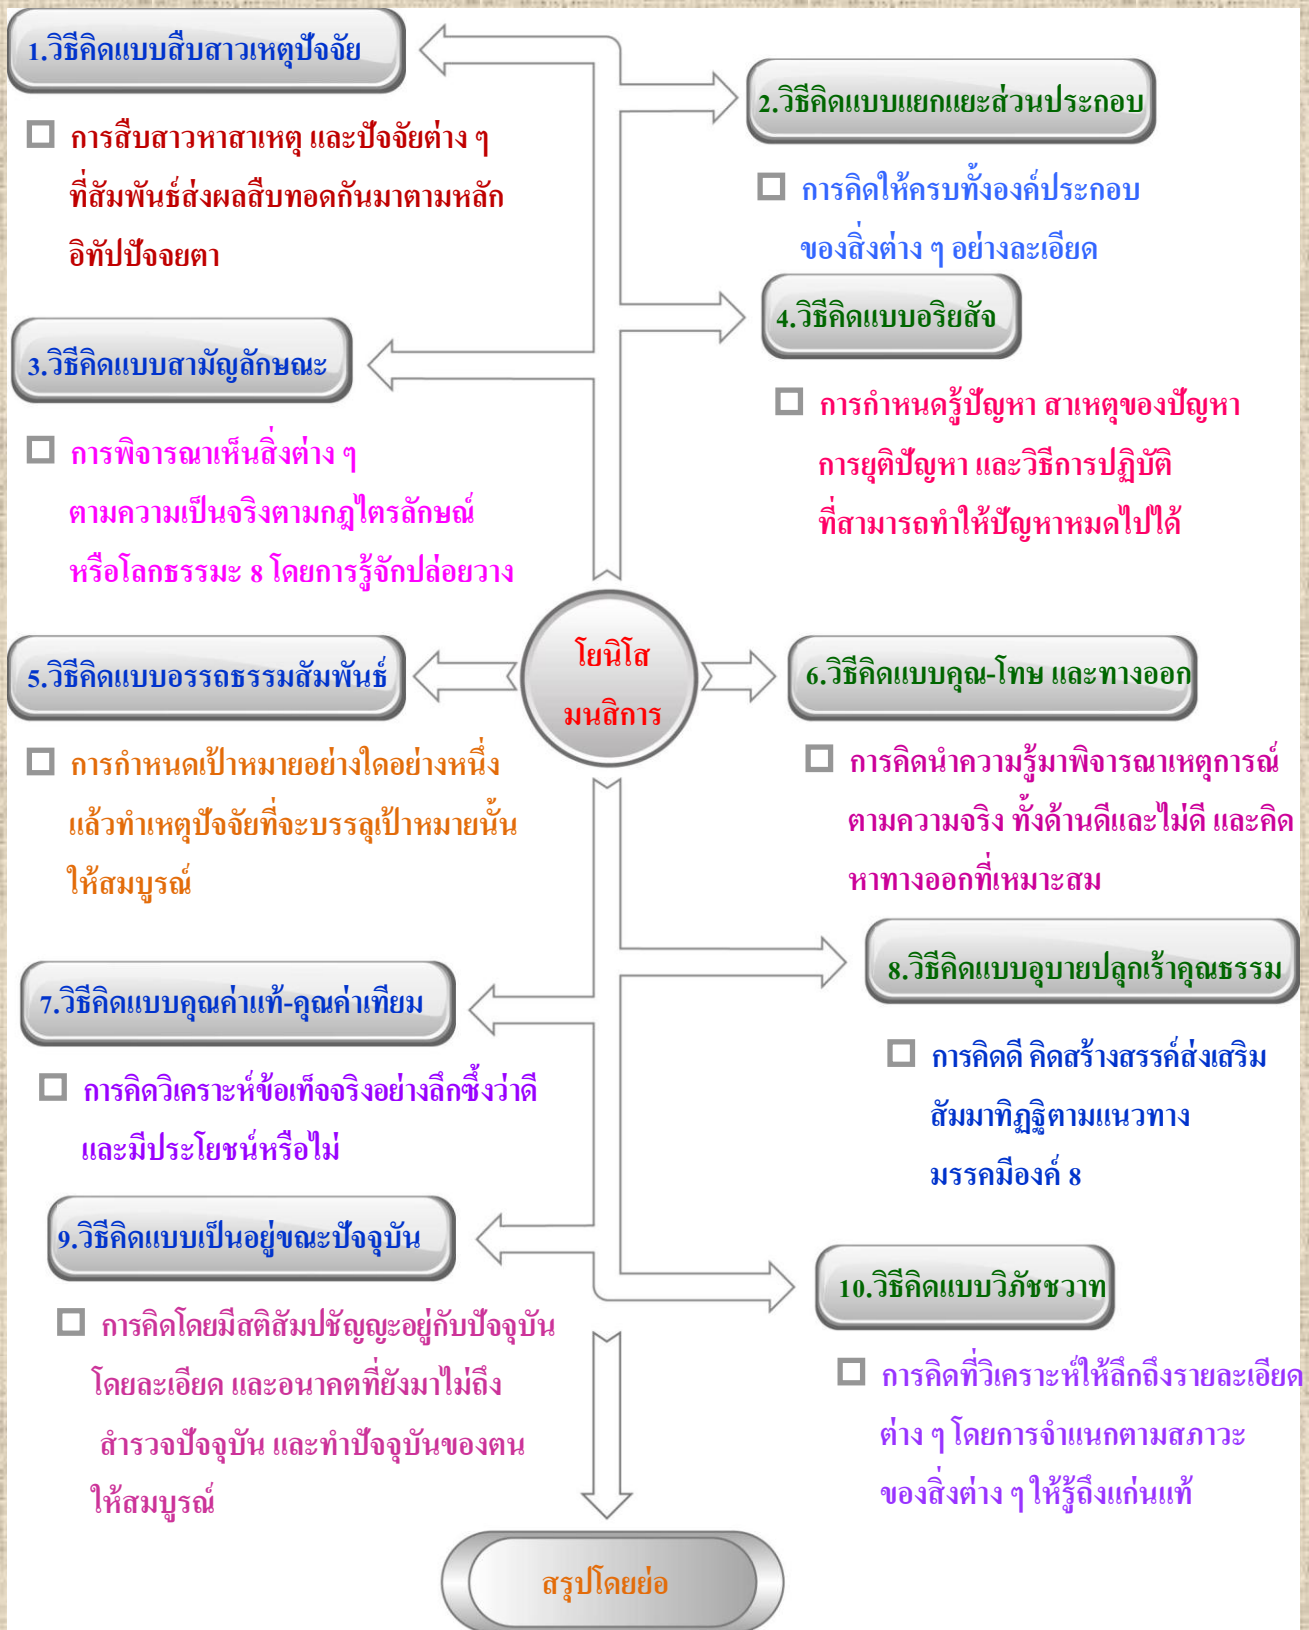 1.วิธีคิดแบบสืบสาวเหตุปัจจัย
การสืบสาวหาสาเหตุ และปัจจัยต่าง ๆ
ที่สัมพันธ์ส่งผลสืบทอดกันมาตามหลัก
อิทัปปัจจยตา
2.วิธีคิดแบบแยกแยะส่วนประกอบ
การคิดให้ครบทั้งองค์ประกอบ
ของสิ่งต่าง ๆ อย่างละเอียด
3.วิธีคิดแบบสามัญลักษณะ
การพิจารณาเห็นสิ่งต่าง ๆ
ตามความเป็นจริงตามกฎไตรลักษณ์
หรือโลกธรรมะ 8 โดยการรู้จักปล่อยวาง
4.วิธีคิดแบบอริยสัจ
การกำหนดรู้ปัญหา สาเหตุของปัญหา
การยุติปัญหา และวิธีการปฏิบัติ
ที่สามารถทำให้ปัญหาหมดไปได้
โยนิโส
มนสิการ
5.วิธีคิดแบบอรรถธรรมสัมพันธ์
การกำหนดเป้าหมายอย่างใดอย่างหนึ่ง
แล้วทำเหตุปัจจัยที่จะบรรลุเป้าหมายนั้น
ให้สมบูรณ์
6.วิธีคิดแบบคุณ-โทษ และทางออก
การคิดนำความรู้มาพิจารณาเหตุการณ์
ตามความจริง ทั้งด้านดีและไม่ดี และคิด
หาทางออกที่เหมาะสม
7.วิธีคิดแบบคุณค่าแท้-คุณค่าเทียม
การคิดวิเคราะห์ข้อเท็จจริงอย่างลึกซึ้งว่าดี
และมีประโยชน์หรือไม่
8.วิธีคิดแบบอุบายปลุกเร้าคุณธรรม
การคิดดี คิดสร้างสรรค์ส่งเสริม
สัมมาทิฏฐิตามแนวทาง
มรรคมีองค์ 8
9.วิธีคิดแบบเป็นอยู่ขณะปัจจุบัน
การคิดโดยมีสติสัมปชัญญะอยู่กับปัจจุบัน
โดยละเอียด และอนาคตที่ยังมาไม่ถึง
สำรวจปัจจุบัน และทำปัจจุบันของตน
ให้สมบูรณ์
10.วิธีคิดแบบวิภัชชวาท
การคิดที่วิเคราะห์ให้ลึกถึงรายละเอียด
ต่าง ๆ โดยการจำแนกตามสภาวะ
ของสิ่งต่าง ๆ ให้รู้ถึงแก่นแท้
สรุปโดยย่อ